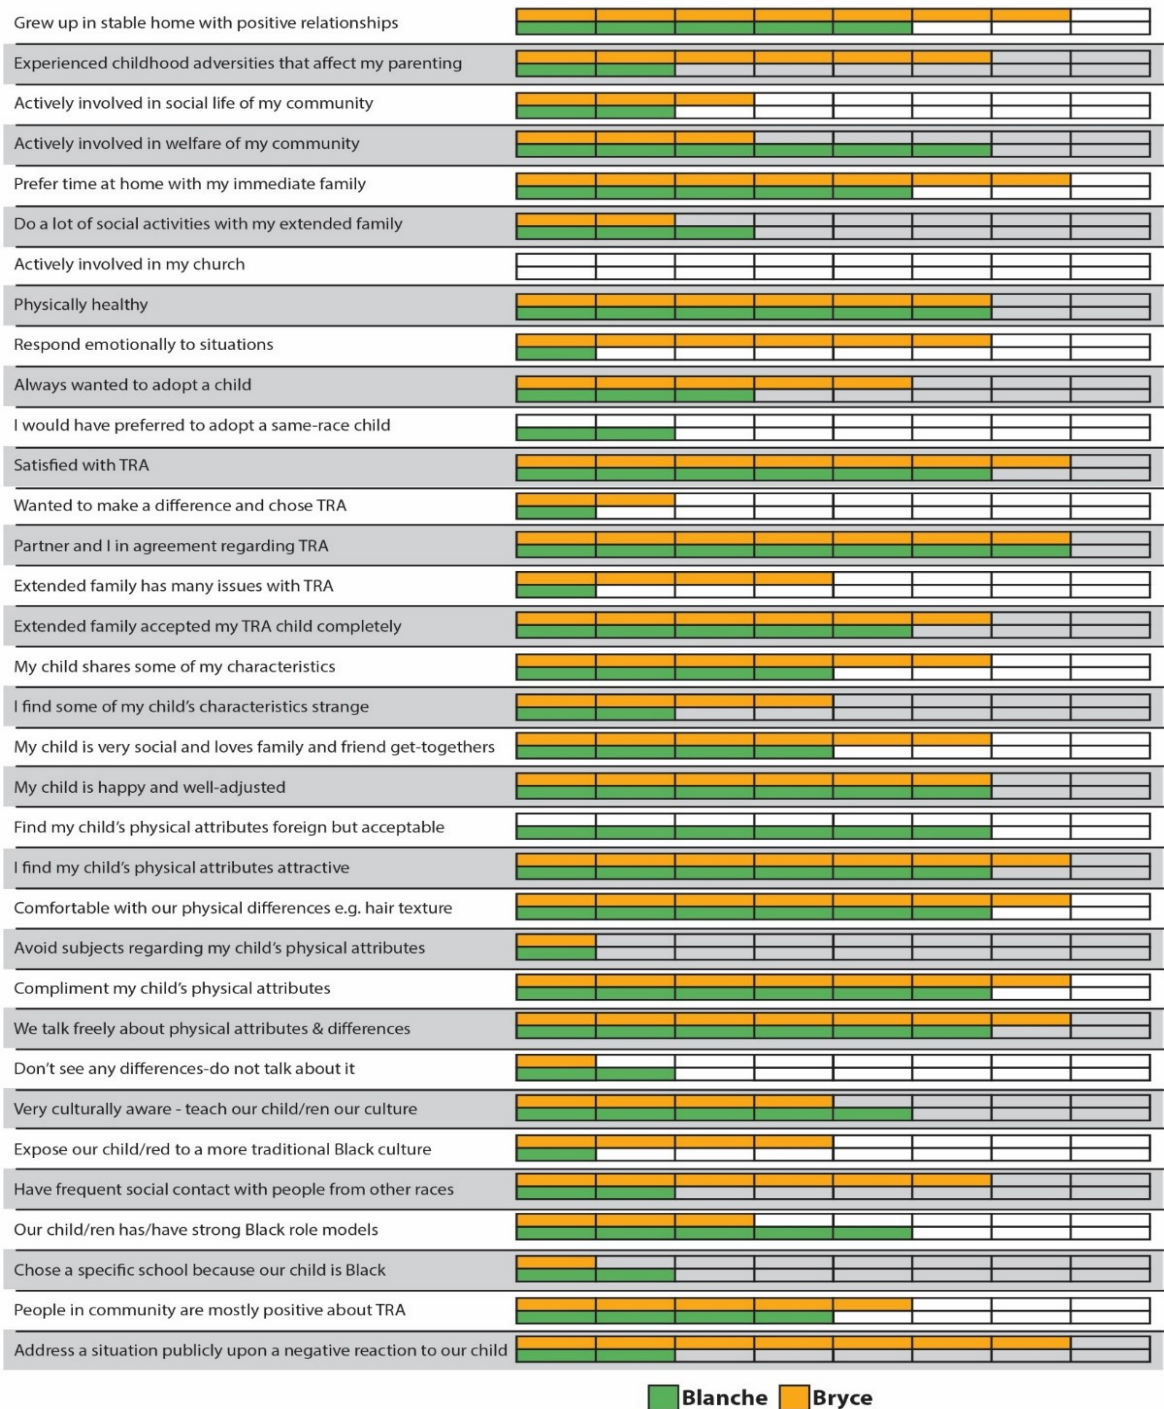 Grew up in stable home with positive relationships
Experienced childhood adversities that affect my parenting
Actively involved in social life of my community
Actively involved in welfare of my community
Prefer time at home with my immediate family
Do a lot of social activities with my extended family
Actively involved in my church
Physically healthy
Respond emotionally to situations
Always wanted to adopt a child
I would have preferred to adopt a same-race child
Satisfied with TRA
Wanted to make a difference and chose TRA
Partner and I in agreement regarding TRA
Extended family has many issues with TRA
Extended family accepted my TRA child completely
My child shares some of my characteristics
I find some of my child’s characteristics strange
My child is very social and loves family and friend get-togethers
My child is happy and well-adjusted
Find my child’s physical attributes foreign but acceptable
I find my child’s physical attributes attractive
Comfortable with our physical differences e.g. hair texture
Avoid subjects regarding my child’s physical attributes
Compliment my child’s physical attributes
We talk freely about physical attributes & differences
Don’t see any differences-do not talk about it
Very culturally aware - teach our child/ren our culture
Expose our child/red to a more traditional Black culture
Have frequent social contact with people from other races
Our child/ren has/have strong Black role models
Chose a specific school because our child is Black
People in community are mostly positive about TRA
Address a situation publicly upon a negative reaction to our child
Blanche Bryce